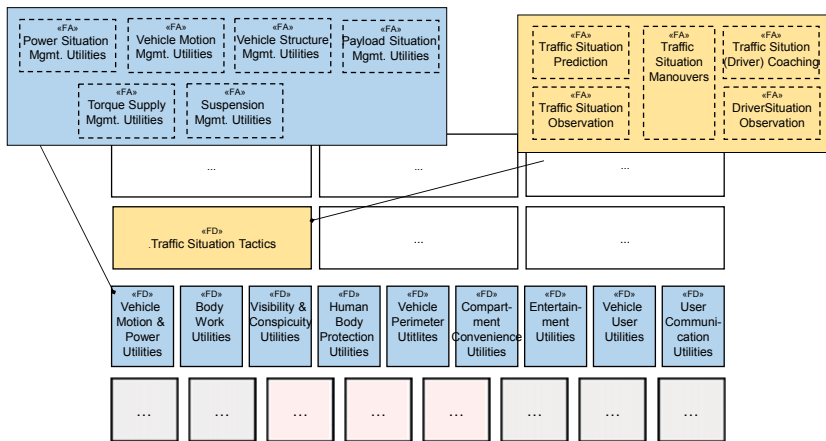 «FA»
Power Situation
Mgmt. Utilities
«FA»
Vehicle Motion
Mgmt. Utilities
«FA»
Vehicle Structure
Mgmt. Utilities
«FA»
Payload Situation
Mgmt. Utilities
«FA»
Torque Supply
Mgmt. Utilities
«FA»
Suspension
Mgmt. Utilities
«FA»
Traffic Situation
Prediction
«FA»
Traffic
Situation
Manouvers
«FA»
Traffic Sitution
(Driver) Coaching
«FA»
Traffic Situation
Observation
«FA»
DriverSituation
Observation
...
...
...
«FD»
.Traffic Situation Tactics
...
...
«FD»
Vehicle
Motion &
Power
Utilities
«FD»
Body
Work
Utilities
«FD»
Visibility &
Conspicuity
Utilities
«FD»
Human
Body
Protection
Utilities
«FD»
Vehicle
Perimeter
Utitlites
«FD»
Compart-
ment
Convenience
Utilities
«FD»
Entertain-
ment
Utilities
«FD»
Vehicle
User
Utilities
«FD»
User
Communi-
cation
Utilities
...
...
...
...
...
...
...
...